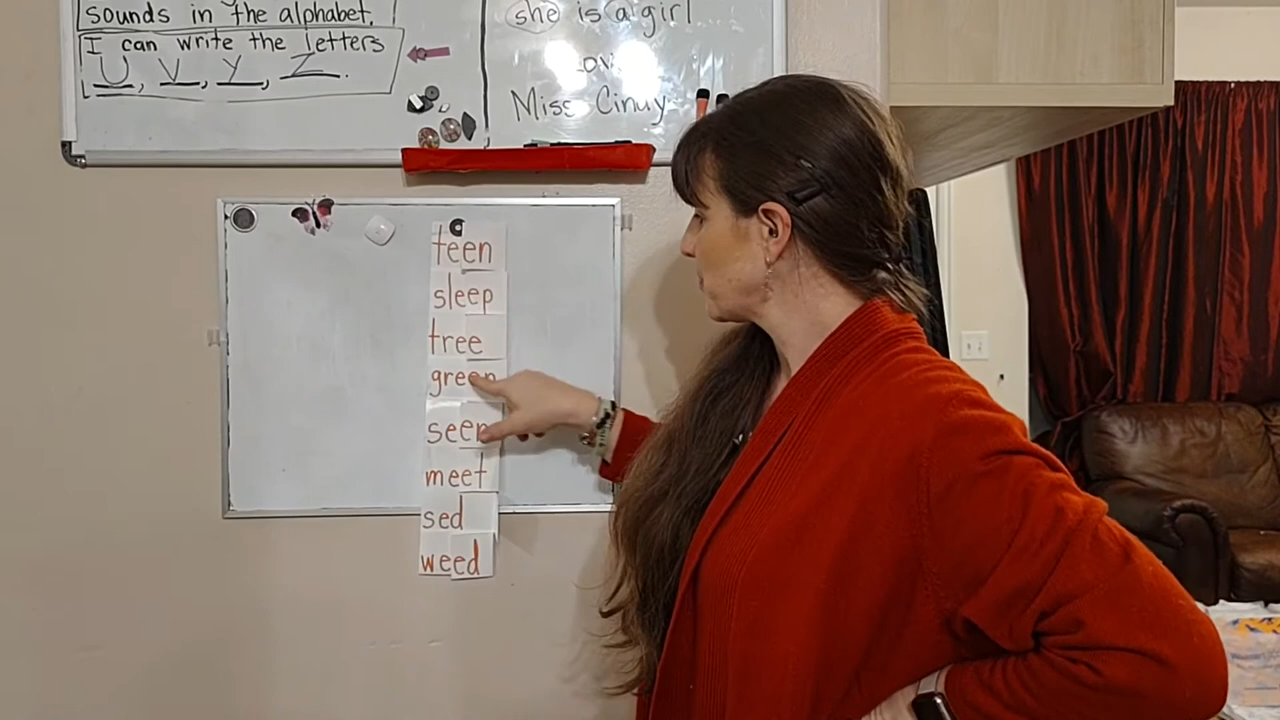 sounds in the alphabet.
I can write the letters
U, V, Y, Z.
she is a girl
Miss Cindy
teen
sleep
tree
green
seen
meet
sed
weed